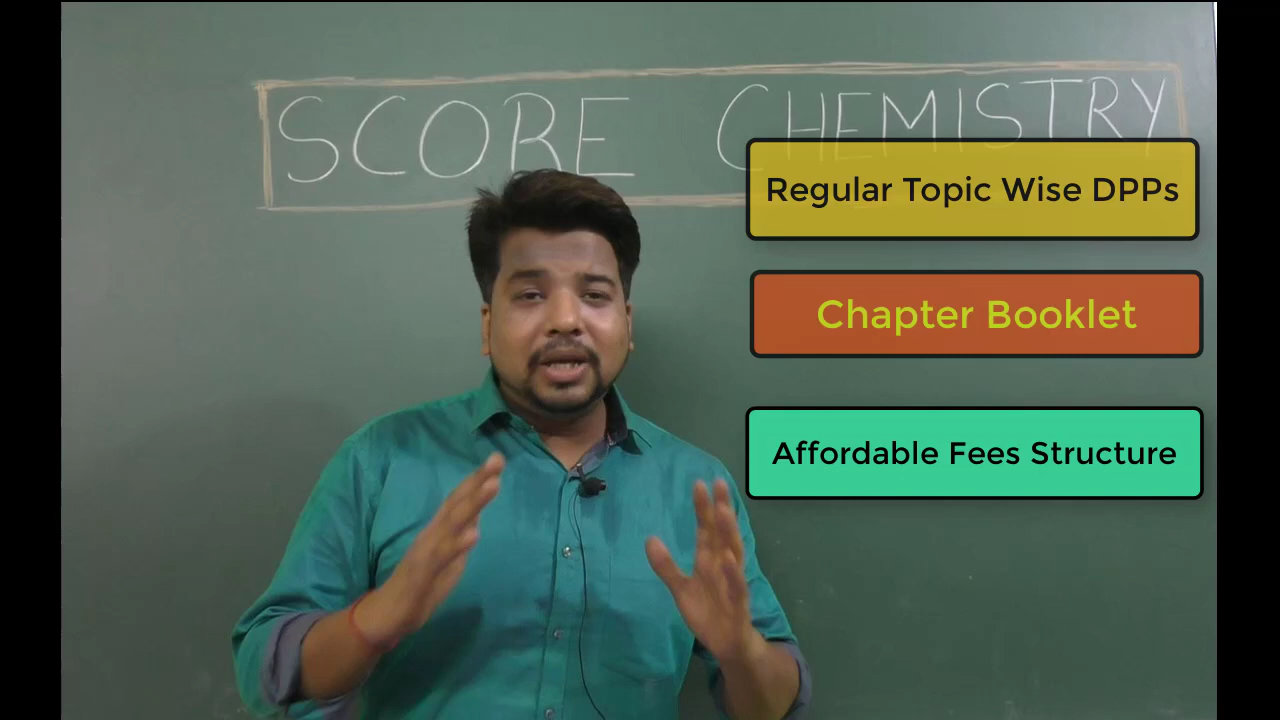 SCORE CHEMISTRY
Regular Topic Wise DPPs
Chapter Booklet
Affordable Fees Structure